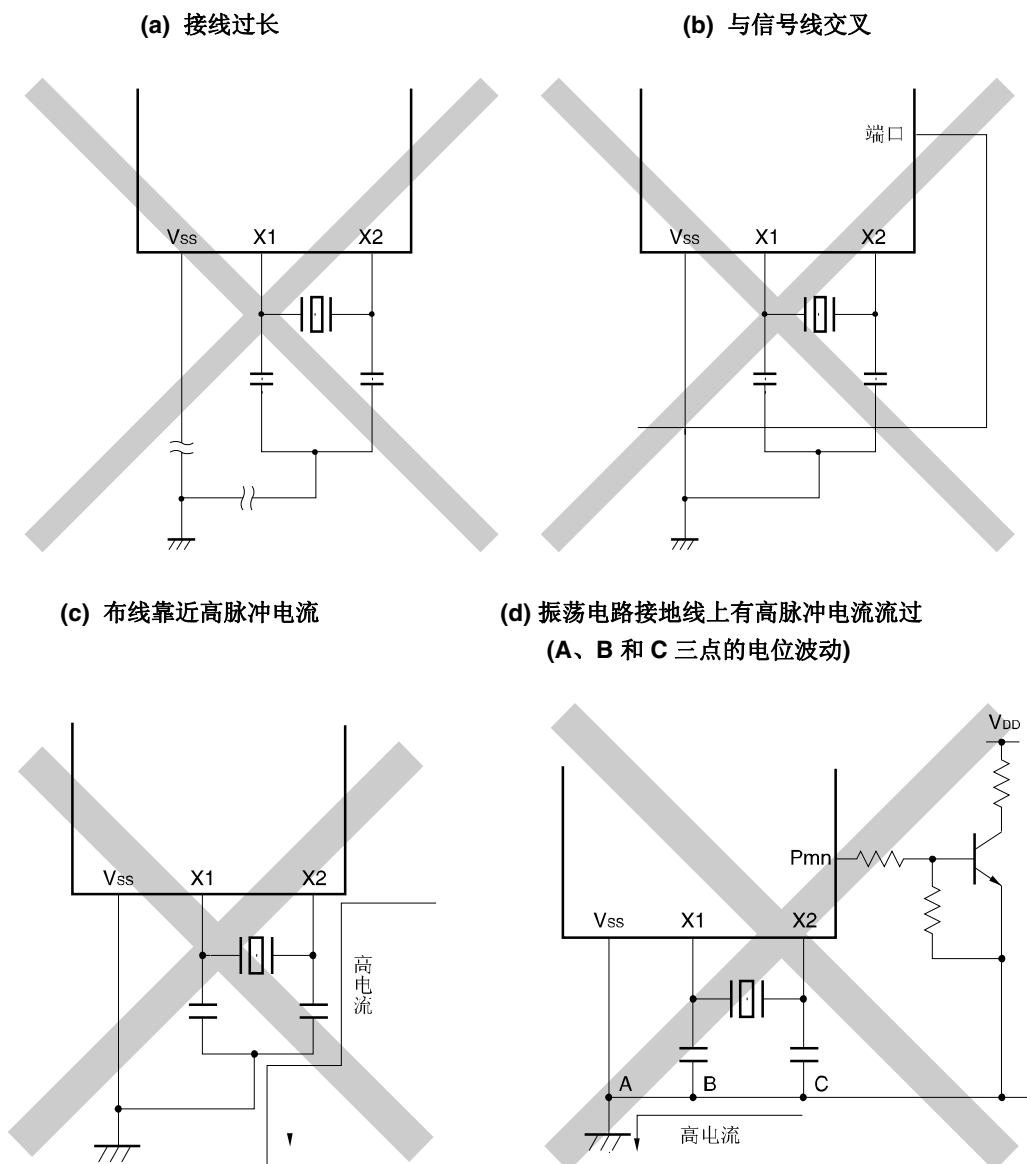 (a) 接线过长
(b) 与信号线交叉
端口
VSS X1 X2
VSS X1 X2
(c) 布线靠近高脉冲电流
(d) 振荡电路接地线上有高脉冲电流流过
(A、B 和 C 三点的电位波动)
VSS X1 X2
高电流
VDD
Pmn
VSS X1 X2
A B C
高电流